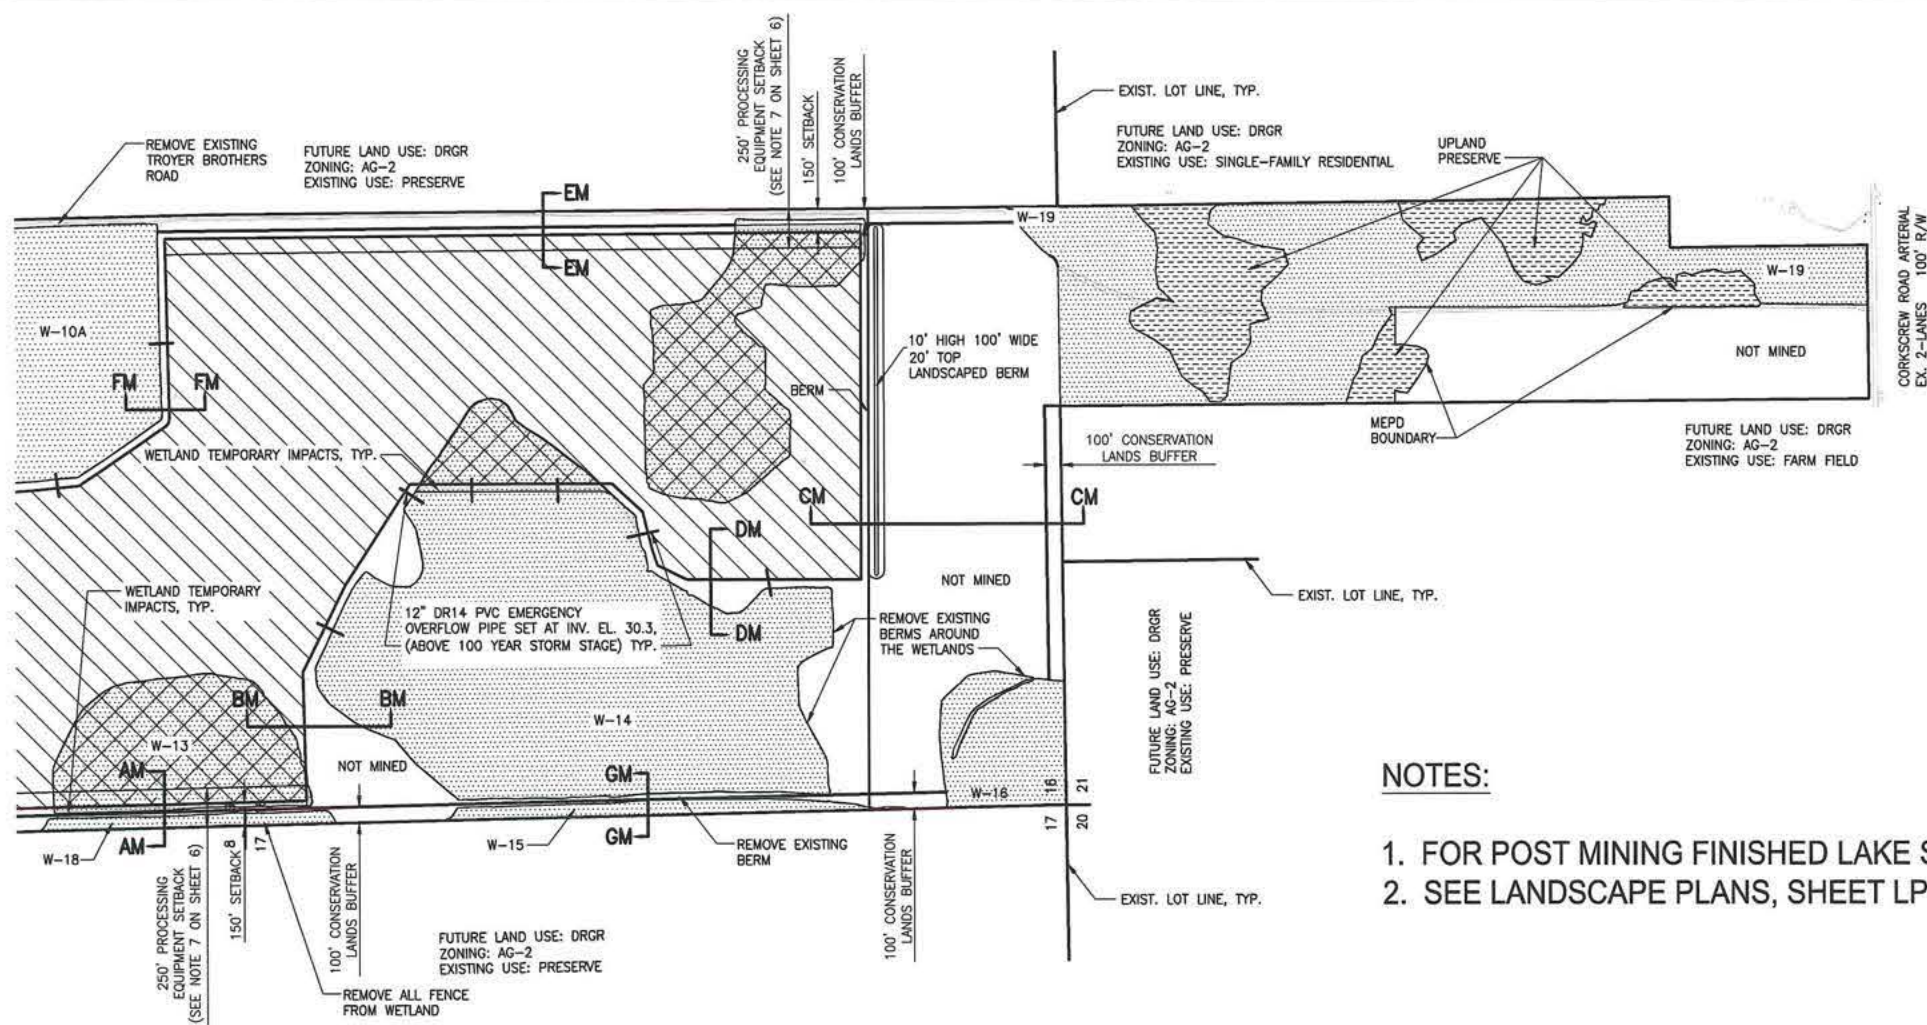 250' PROCESSING
EQUIPMENT SETBACK
(SEE NOTE 7 ON SHEET 6)
150' SETBACK
100' CONSERVATION
LANDS BUFFER
EXIST. LOT LINE, TYP.
REMOVE EXISTING
TROYER BROTHERS
ROAD
FUTURE LAND USE: DRGR
ZONING: AG-2
EXISTING USE: PRESERVE
FUTURE LAND USE: DRGR
ZONING: AG-2
EXISTING USE: SINGLE-FAMILY RESIDENTIAL
UPLAND
PRESERVE
EM
EM
W-19
W-19
CORKSCREW ROAD ARTERIAL
EX. 2-LANES 100' R/W
W-10A
10' HIGH 100' WIDE
20' TOP
LANDSCAPED BERM
BERM
NOT MINED
FM
FM
MEPD
BOUNDARY
FUTURE LAND USE: DRGR
ZONING: AG-2
EXISTING USE: FARM FIELD
WETLAND TEMPORARY IMPACTS, TYP.
100' CONSERVATION
LANDS BUFFER
CM
CM
DM
DM
NOT MINED
WETLAND TEMPORARY
IMPACTS, TYP.
12" DR14 PVC EMERGENCY
OVERFLOW PIPE SET AT INV. EL. 30.3,
(ABOVE 100 YEAR STORM STAGE) TYP.
REMOVE EXISTING
BERMS AROUND
THE WETLANDS
EXIST. LOT LINE, TYP.
FUTURE LAND USE: DRGR
ZONING: AG-2
EXISTING USE: PRESERVE
BM
BM
W-14
W-13
NOT MINED
AM
AM
GM
GM
W-16
16
21
17
20
W-18
W-15
REMOVE EXISTING
BERM
8
17
250' PROCESSING
EQUIPMENT SETBACK
(SEE NOTE 7 ON SHEET 6)
150' SETBACK
100' CONSERVATION
LANDS BUFFER
100' CONSERVATION
LANDS BUFFER
EXIST. LOT LINE, TYP.
FUTURE LAND USE: DRGR
ZONING: AG-2
EXISTING USE: PRESERVE
REMOVE ALL FENCE
FROM WETLAND
NOTES:
1. FOR POST MINING FINISHED LAKE S
2. SEE LANDSCAPE PLANS, SHEET LP